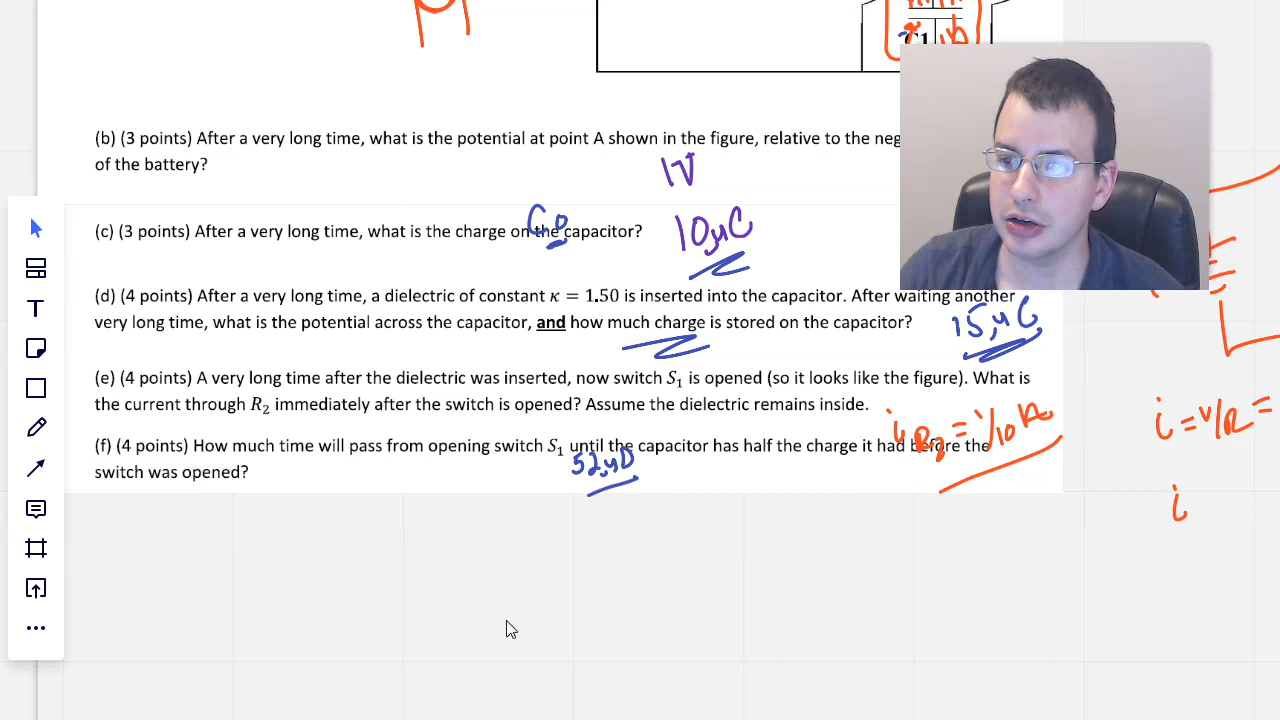 C1
(b) (3 points) After a very long time, what is the potential at point A shown in the figure, relative to the neg
of the battery?
1V
(c) (3 points) After a very long time, what is the charge on the capacitor?
C0
10μC
(d) (4 points) After a very long time, a dielectric of constant κ = 1.50 is inserted into the capacitor. After waiting another
very long time, what is the potential across the capacitor, and how much charge is stored on the capacitor?
15μC
(e) (4 points) A very long time after the dielectric was inserted, now switch S₁ is opened (so it looks like the figure). What is
the current through R₂ immediately after the switch is opened? Assume the dielectric remains inside.
i = V/R =
(f) (4 points) How much time will pass from opening switch S₁ until the capacitor has half the charge it had before the
switch was opened?
i
T